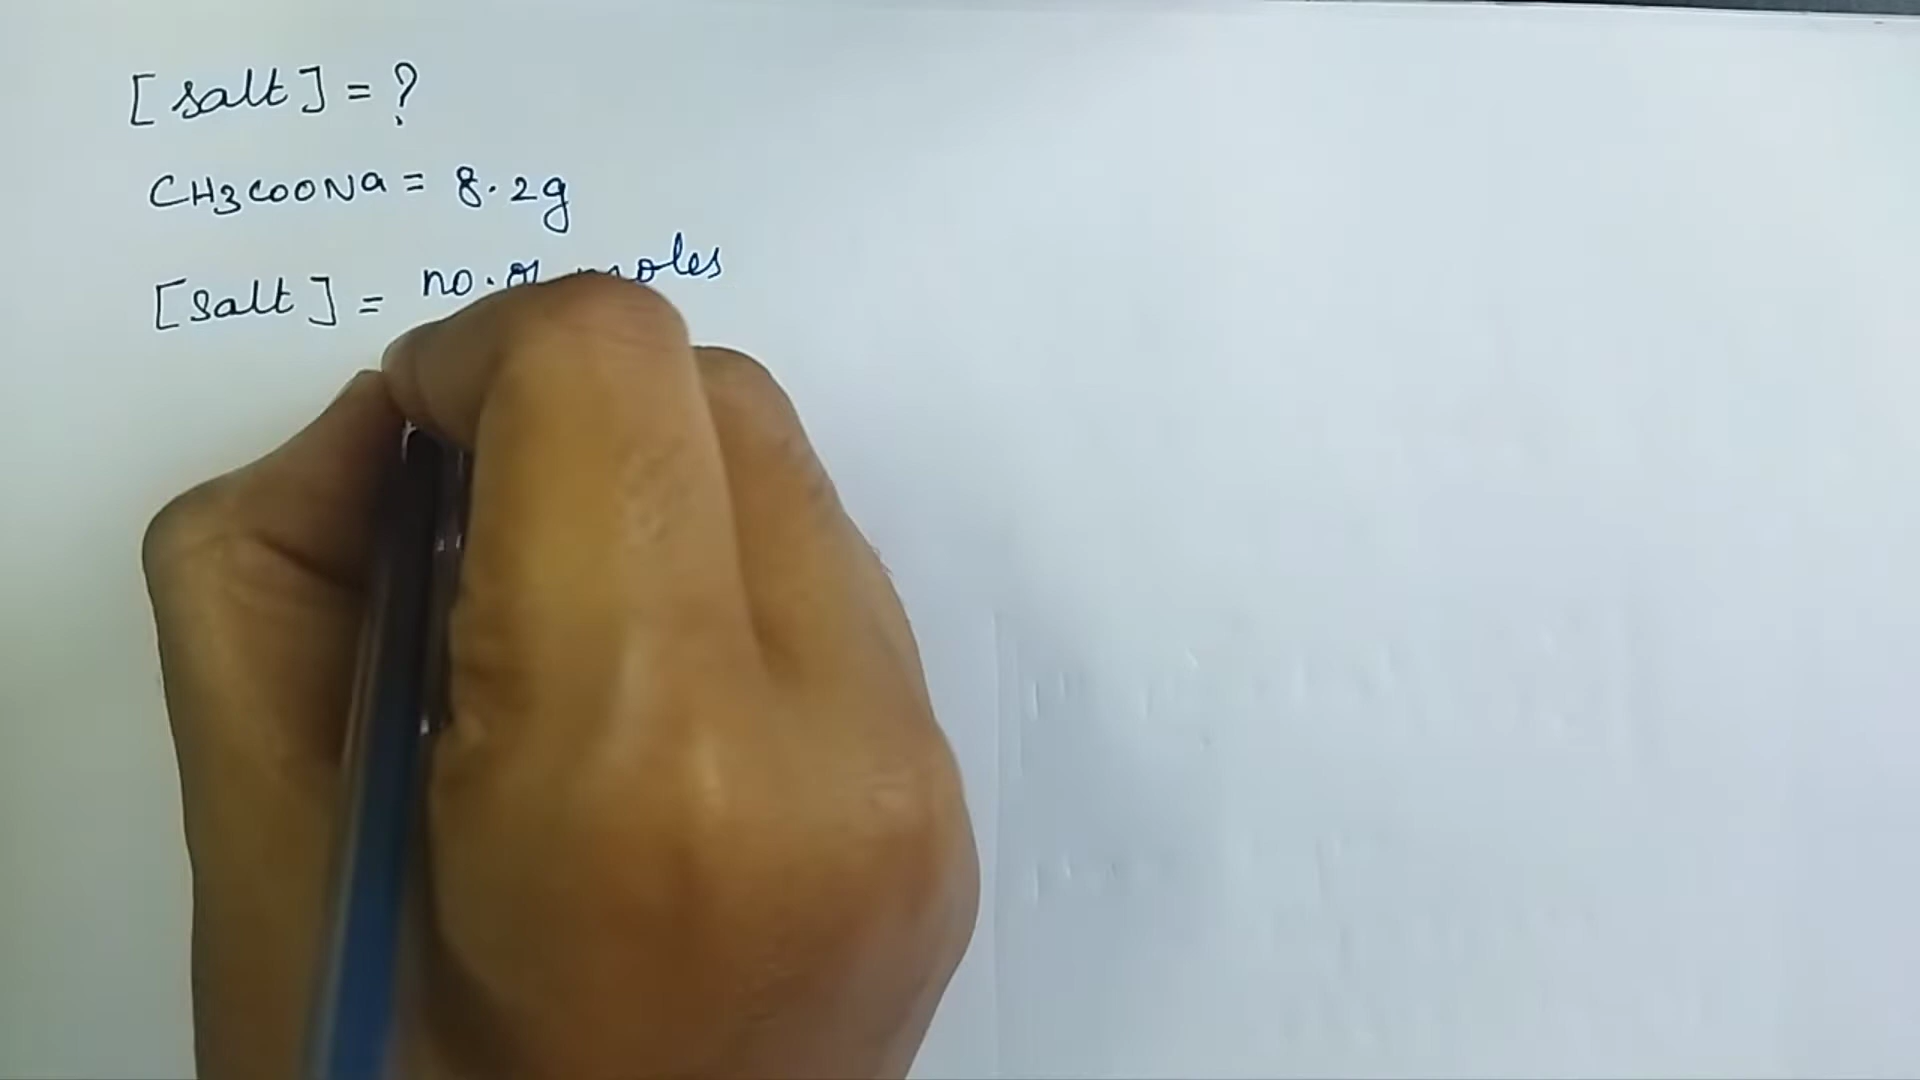 [salt] = ?
CH3COONa = 8.2g
[salt] = no. of moles